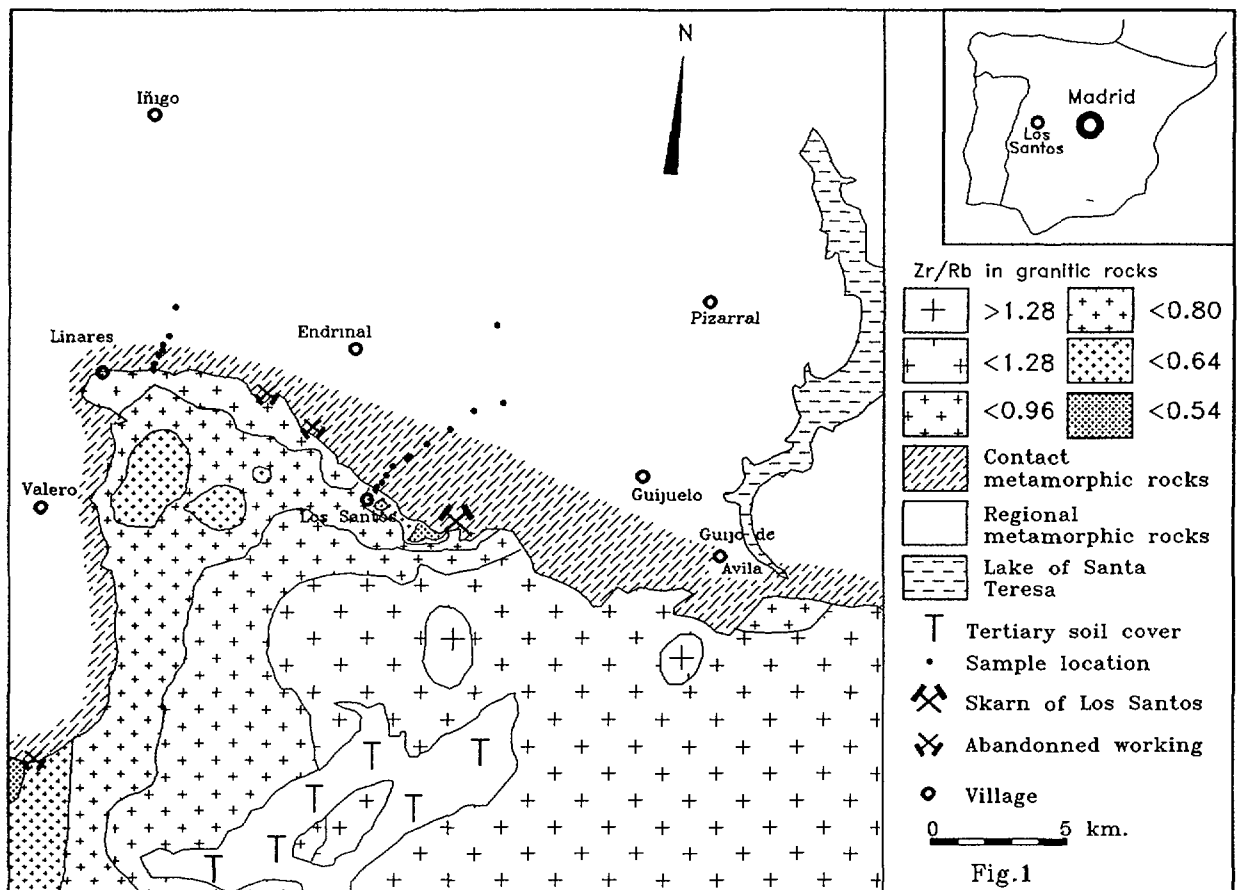 N
Iñıgo
Madrid
Los
Santos
Linares
Endrınal
Pizarral
Valero
Los Santos
Guijuelo
Guijo de
Avila
T
T
T
T
T
T
Zr/Rb in granitic rocks
>1.28
<0.80
<1.28
<0.64
<0.96
<0.54
Contact
metamorphic rocks
Regional
metamorphic rocks
Lake of Santa
Teresa
T Tertiary soil cover
Sample location
Skarn of Los Santos
Abandonned working
Village
0 5 km.
Fig.1